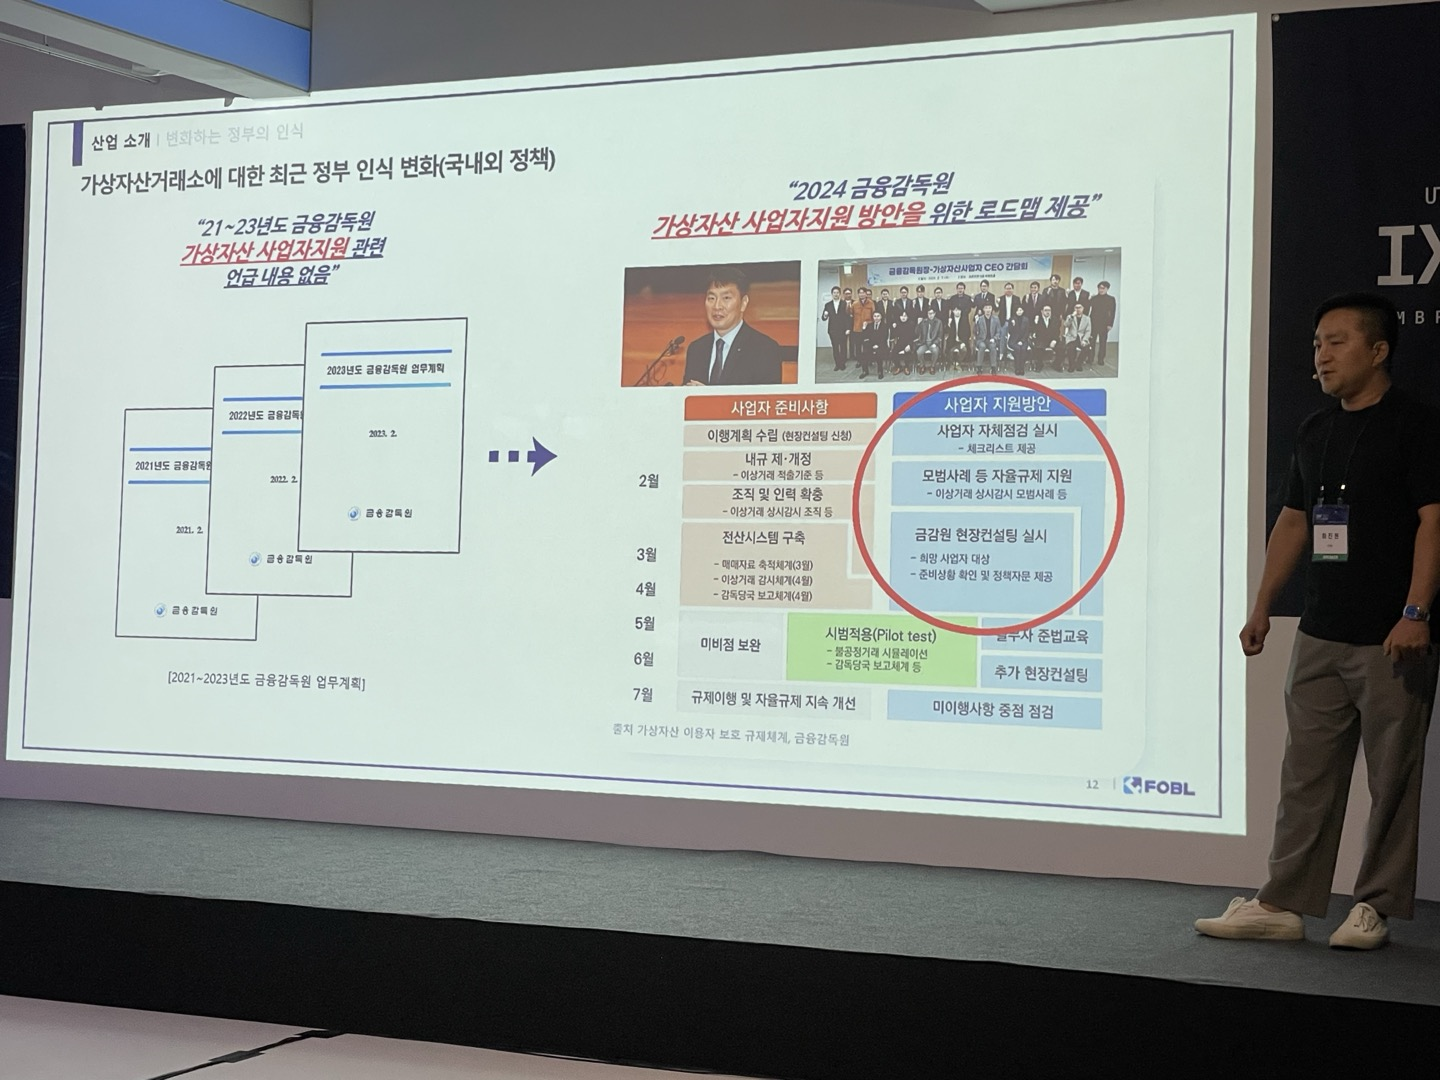 산업 소개 | 변화하는 정부의 인식
가상자산거래소에 대한 최근 정부 인식 변화(국내외 정책)
“21~23년도 금융감독원
가상자산 사업자지원 관련
언급 내용 없음”
2021년도 금융감독원
2021. 2.
금융감독원
2022년도 금융감독
2022. 2.
금융감독원
2023년도 금융감독원 업무계획
2023. 2.
금융감독원
[2021~2023년도 금융감독원 업무계획]
“2024 금융감독원
가상자산 사업자지원 방안을 위한 로드맵 제공”
금융감독원장-가상자산사업자 CEO 간담회
사업자 준비사항
사업자 지원방안
이행계획 수립 (현장컨설팅 신청)
사업자 자체점검 실시
- 체크리스트 제공
2월
내규 제·개정
- 이상거래 적출기준 등
모범사례 등 자율규제 지원
- 이상거래 상시감시 모범사례 등
조직 및 인력 확충
- 이상거래 상시감시 조직 등
3월
4월
전산시스템 구축
- 매매자료 축적체계(3월)
- 이상거래 감시체계(4월)
- 감독당국 보고체계(4월)
금감원 현장컨설팅 실시
- 희망 사업자 대상
- 준비상황 확인 및 정책자문 제공
5월
6월
미비점 보완
시범적용(Pilot test)
- 불공정거래 시뮬레이션
- 감독당국 보고체계 등
실무자 준법교육
추가 현장컨설팅
7월
규제이행 및 자율규제 지속 개선
미이행사항 중점 점검
출처 가상자산 이용자 보호 규제체계, 금융감독원
12 | FOBL
U
IX
MBR